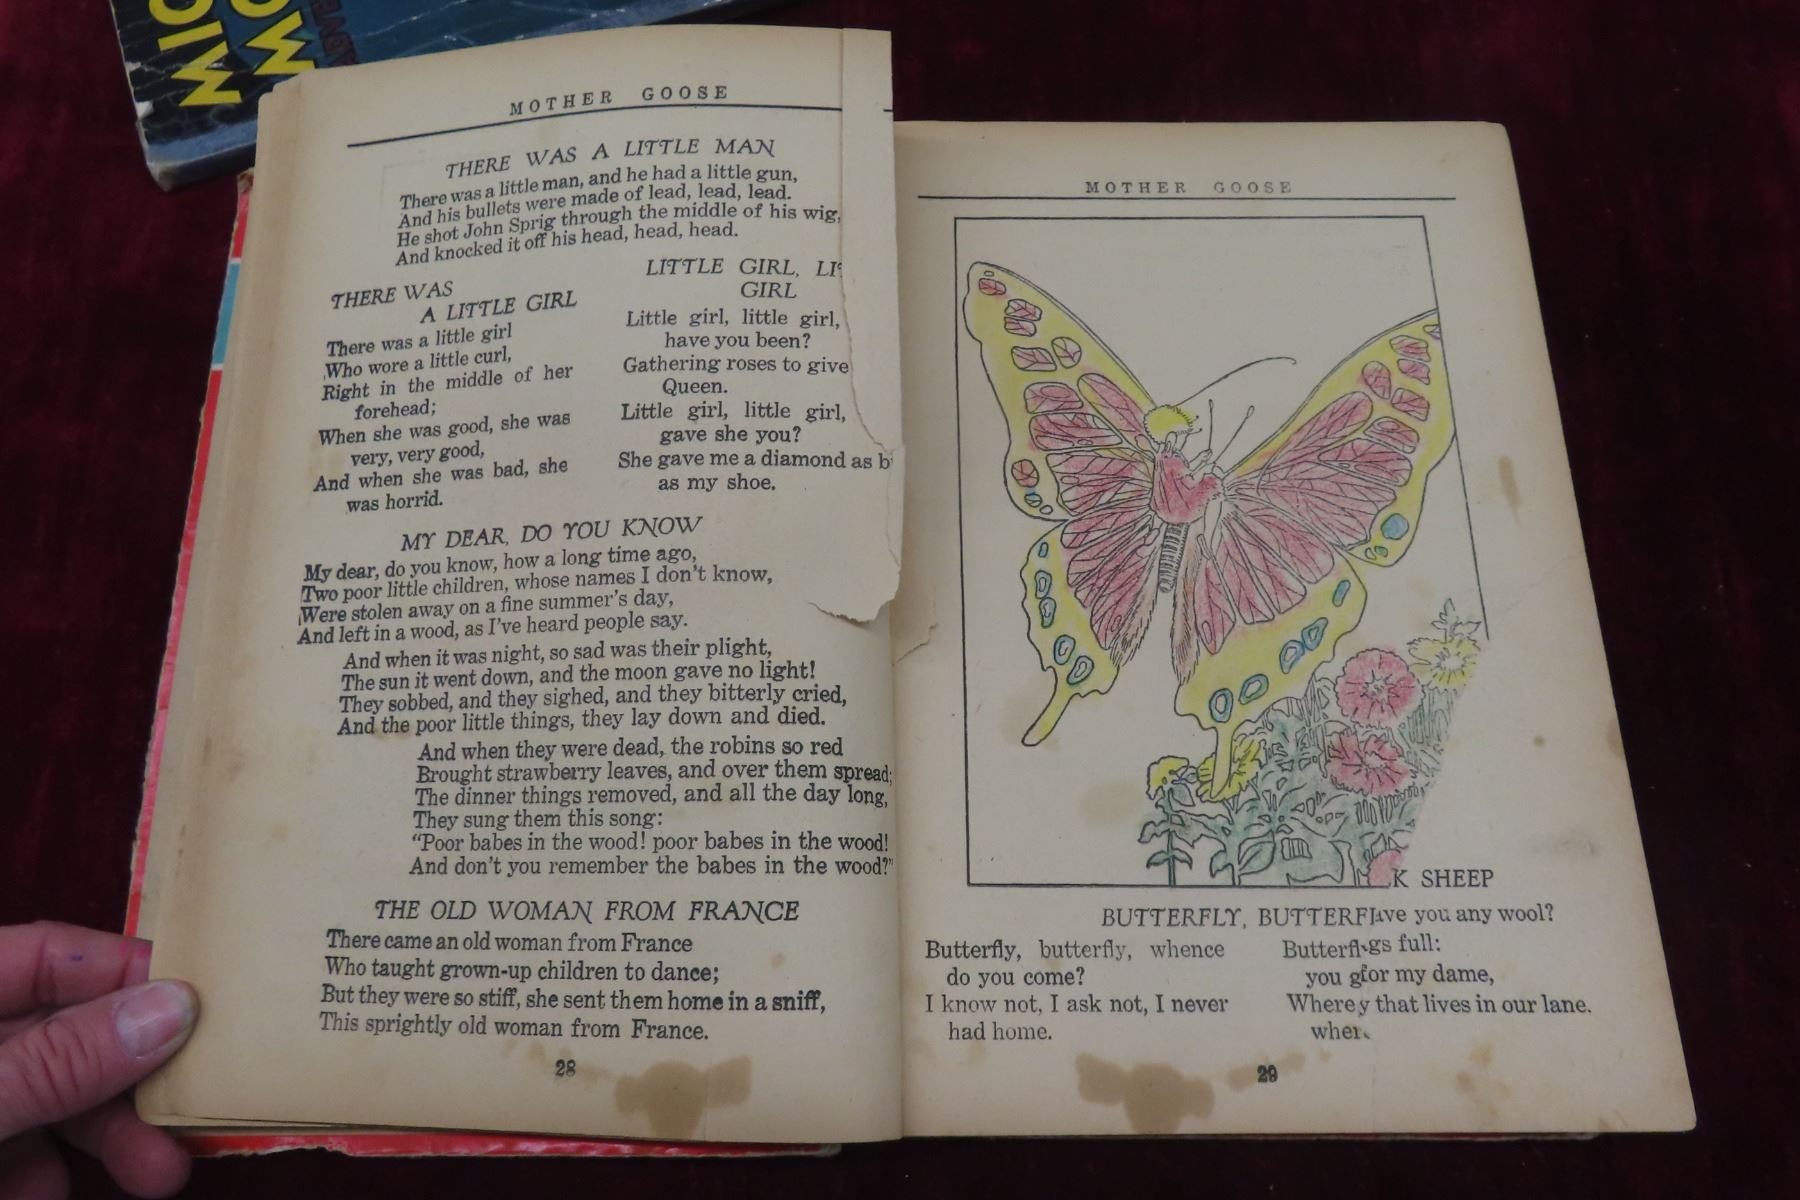 MOTHER GOOSE
THERE WAS A LITTLE MAN
There was a little man, and he had a little gun,
And his bullets were made of lead, lead, lead.
He shot John Sprig through the middle of his wig,
And knocked it off his head, head, head.
THERE WAS
A LITTLE GIRL
There was a little girl
Who wore a little curl,
Right in the middle of her
forehead;
When she was good, she was
very, very good,
And when she was bad, she
was horrid.
LITTLE GIRL,
GIRL
Little girl, little girl,
have you been?
Gathering roses to give
Queen.
Little girl, little girl,
gave she you?
She gave me a diamond as
as my shoe.
MY DEAR, DO YOU KNOW
My dear, do you know, how a long time ago,
Two poor little children, whose names I don't know,
Were stolen away on a fine summer's day,
And left in a wood, as I've heard people say.
And when it was night, so sad was their plight,
The sun it went down, and the moon gave no light!
They sobbed, and they sighed, and they bitterly cried,
And the poor little things, they lay down and died.
And when they were dead, the robins so red
Brought strawberry leaves, and over them spread;
The dinner things removed, and all the day long,
They sung them this song:
"Poor babes in the wood! poor babes in the wood!
And don't you remember the babes in the wood?"
THE OLD WOMAN FROM FRANCE
There came an old woman from France
Who taught grown-up children to dance;
But they were so stiff, she sent them home in a sniff,
This sprightly old woman from France.
28
MOTHER GOOSE
K SHEEP
BUTTERFLY, BUTTERF
you any wool?
Butterfly, butterfly, whence
do you come?
I know not, I ask not, I never
had home.
Butterfl
gs full:
you g
for my dame,
Where
that lives in our lane.
29